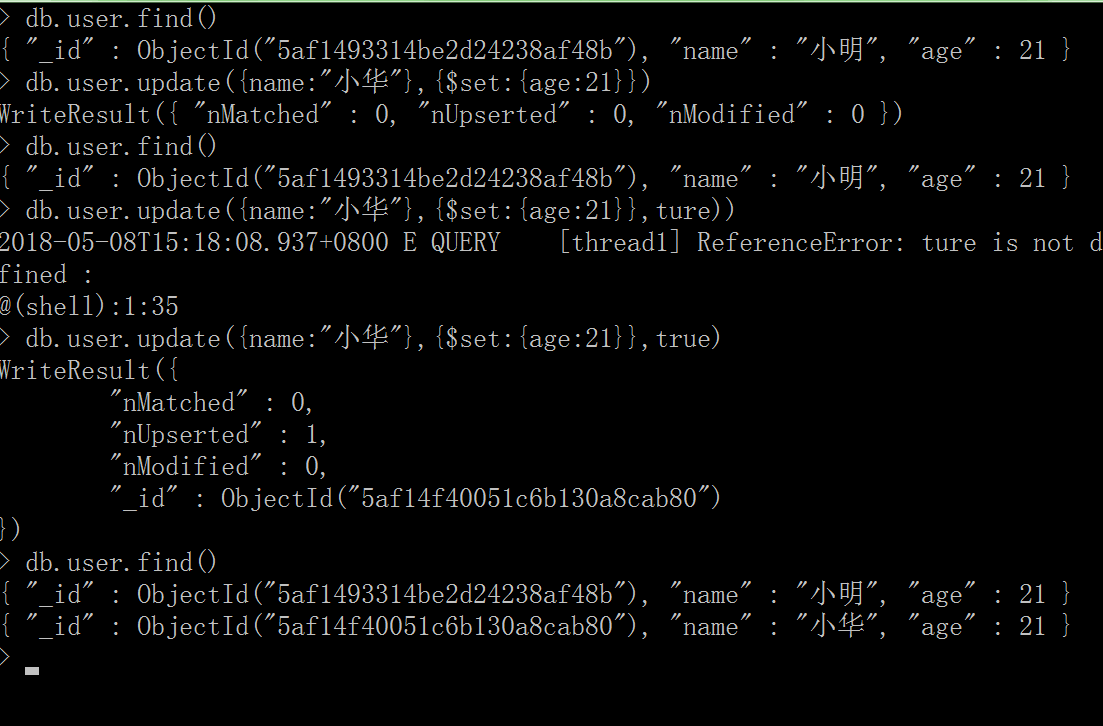 > db.user.find()
{ "_id" : ObjectId("5af1493314be2d24238af48b"), "name" : "小明", "age" : 21 }
> db.user.update({name:"小华"},{$set:{age:21}})
WriteResult({ "nMatched" : 0, "nUpserted" : 0, "nModified" : 0 })
> db.user.find()
{ "_id" : ObjectId("5af1493314be2d24238af48b"), "name" : "小明", "age" : 21 }
> db.user.update({name:"小华"},{$set:{age:21}},ture))
2018-05-08T15:18:08.937+0800 E QUERY    [thread1] ReferenceError: ture is not d
fined :
@(shell):1:35
> db.user.update({name:"小华"},{$set:{age:21}},true)
WriteResult({
        "nMatched" : 0,
        "nUpserted" : 1,
        "nModified" : 0,
        "_id" : ObjectId("5af14f40051c6b130a8cab80")
})
> db.user.find()
{ "_id" : ObjectId("5af1493314be2d24238af48b"), "name" : "小明", "age" : 21 }
{ "_id" : ObjectId("5af14f40051c6b130a8cab80"), "name" : "小华", "age" : 21 }
>